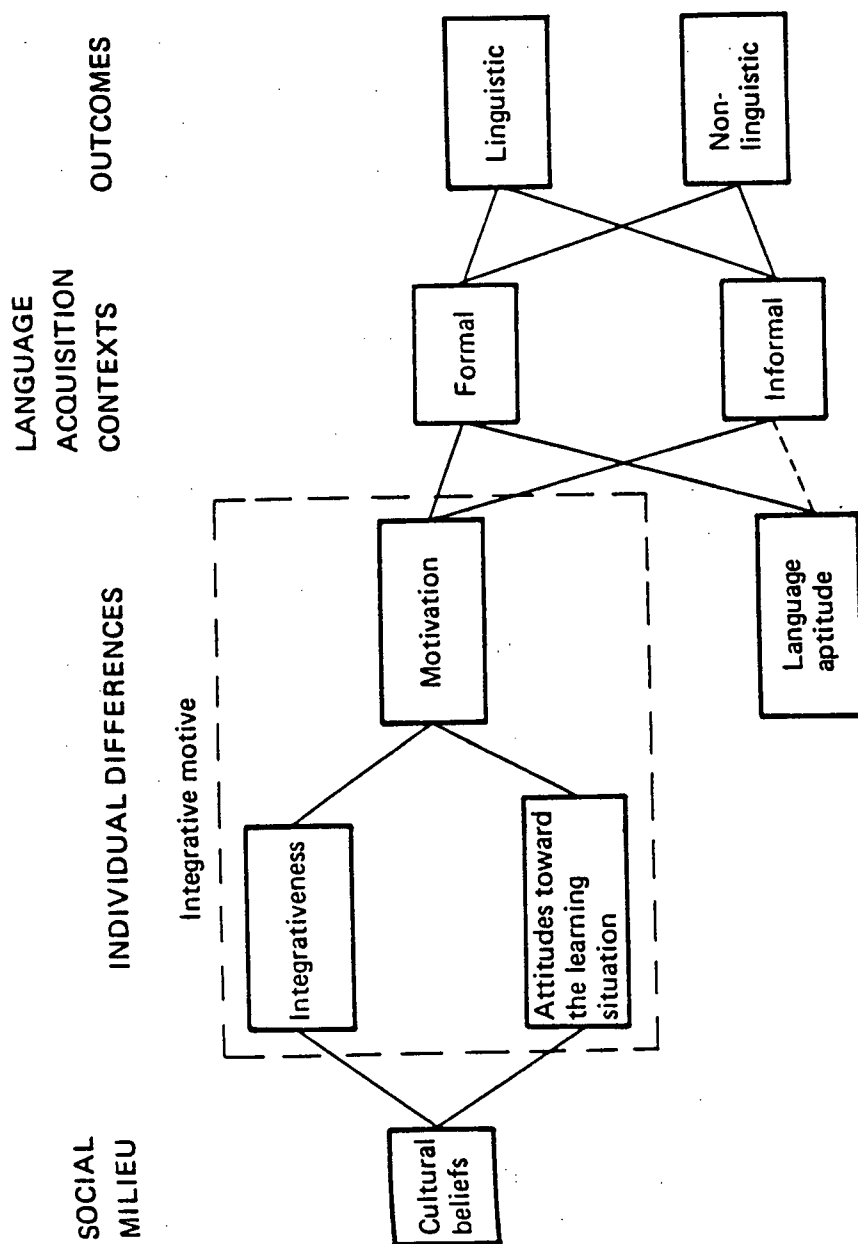 SOCIAL
MILIEU
INDIVIDUAL DIFFERENCES
LANGUAGE
ACQUISITION
CONTEXTS
OUTCOMES
Integrative motive
Cultural
beliefs
Integrativeness
Attitudes toward
the learning
situation
Motivation
Language
aptitude
Formal
Informal
Linguistic
Non-
linguistic